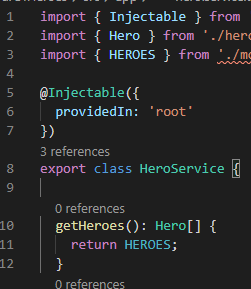 1 import { Injectable } from
2 import { Hero } from './hero
3 import { HEROES } from './mo
4
5 @Injectable({
6 providedIn: 'root'
7 })
3 references
8 export class HeroService {
9
0 references
10 getHeroes(): Hero[] {
11 return HEROES;
12 }
0 references